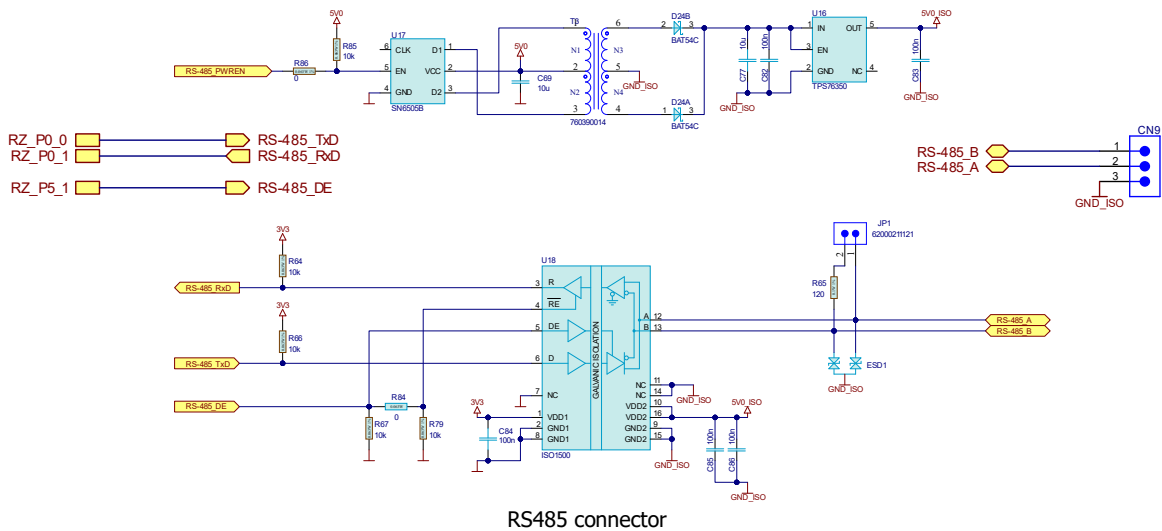 5V0
R85
10k
U17
6 CLK D1 1
RS-485_PWREN
R86
0
5 EN VCC 2
4 GND D2 3
SN6505B
5V0
C69
10u
T3
1 6
N1 N3
2 5
N2 N4
3 4
760390014
GND_ISO
D24B
2 3
BAT54C
D24A
1 3
BAT54C
10u
C77
100n
C82
GND_ISO
U16
1 IN OUT 5
3 EN
2 GND NC 4
TPS76350
5V0_ISO
100n
C83
GND_ISO
RZ_P0_0 RS-485_TxD
RZ_P0_1 RS-485_RxD
RZ_P5_1 RS-485_DE
CN9
RS-485_B 1
RS-485_A 2
3
GND_ISO
3V3
R64
10k
RS-485_RxD
3V3
R66
10k
RS-485_TxD
RS-485_DE
R84
0
R67
10k
R79
10k
U18
3 R
4 RE
5 DE
6 D
7 NC
1 VDD1
2 GND1
8 GND1
ISO1500
GALVANIC ISOLATION
A 12
B 13
NC 11
NC 14
VDD2 10
VDD2 16
GND2 9
GND2 15
3V3
C84
100n
GND_ISO
5V0_ISO
100n
C85
100n
C86
GND_ISO
GND_ISO
JP1
62000211121
2 1
R65
120
RS-485_A
RS-485_B
ESD1
GND_ISO
RS485 connector